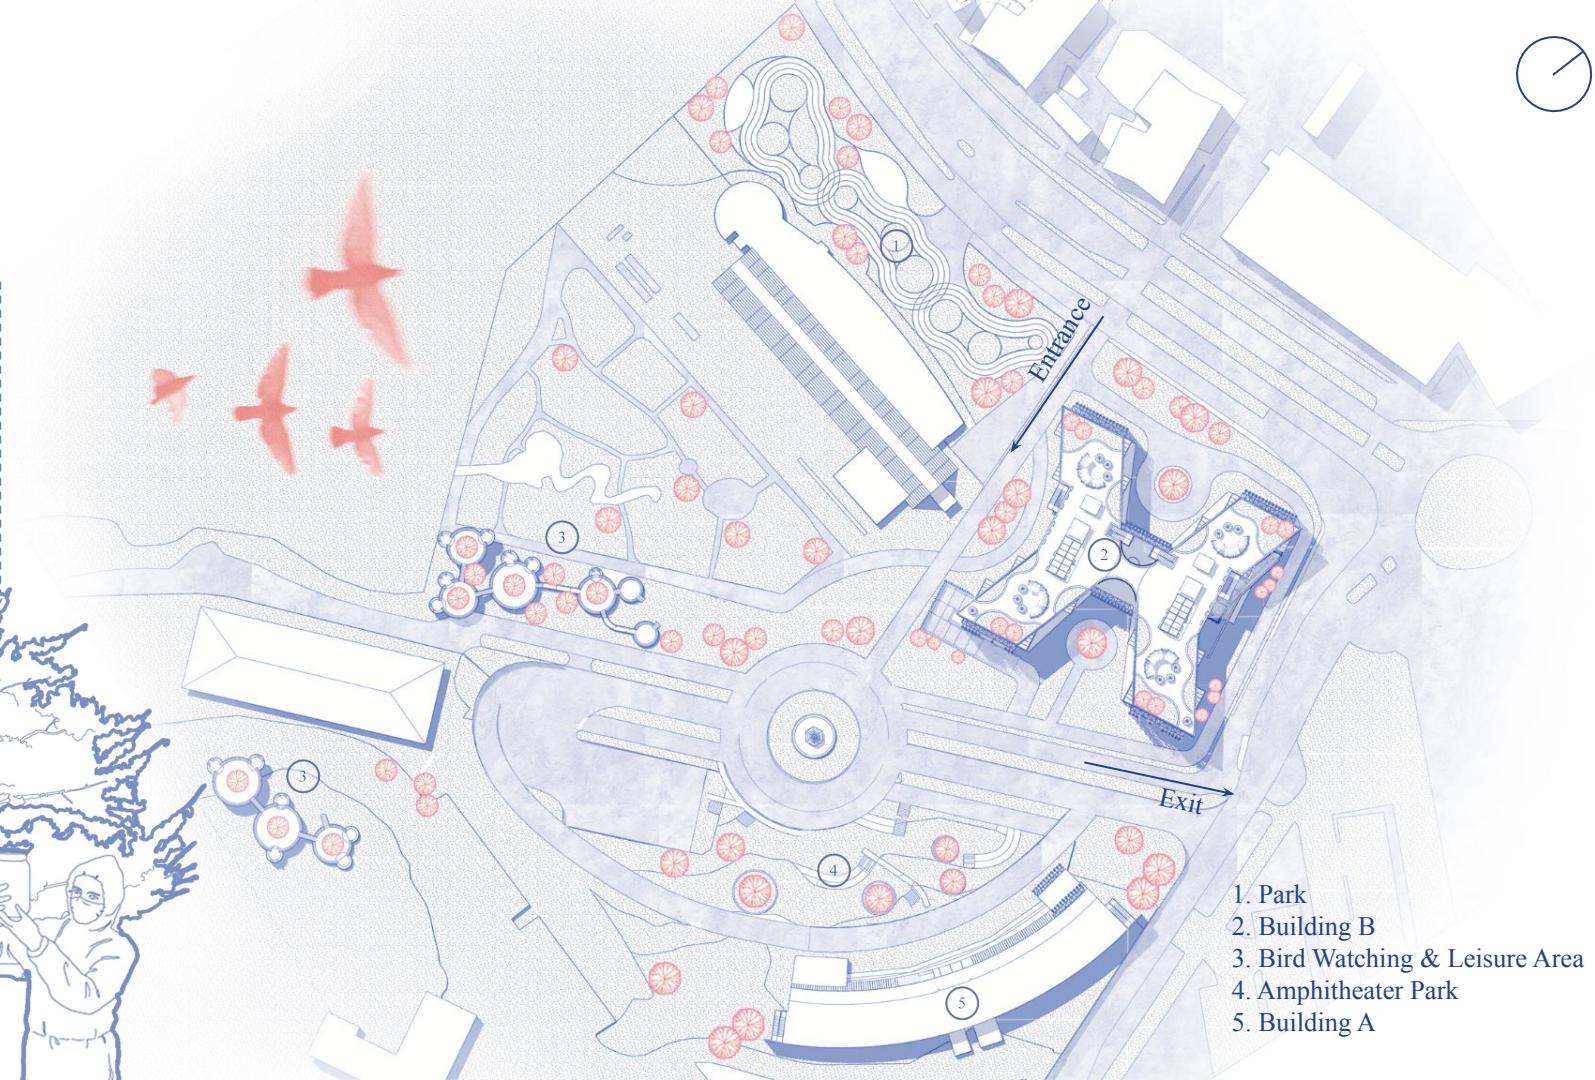 1
Entrance
2
3
3
Exit
4
5
1. Park
2. Building B
3. Bird Watching & Leisure Area
4. Amphitheater Park
5. Building A